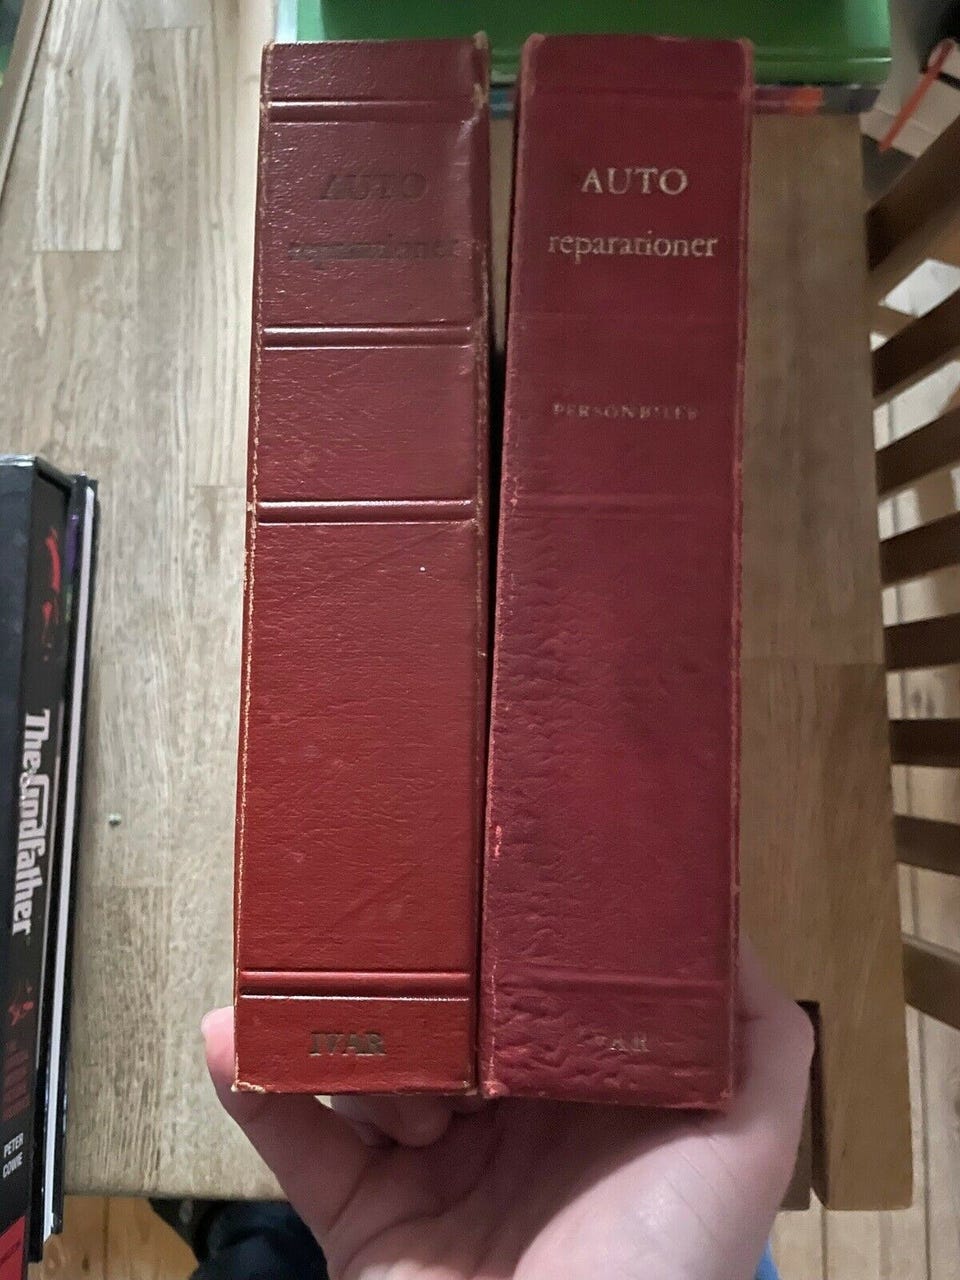 AUTO
reparationer
IVAR
AUTO
reparationer
PERSONBILER
The Godfather
PETER
COWIE